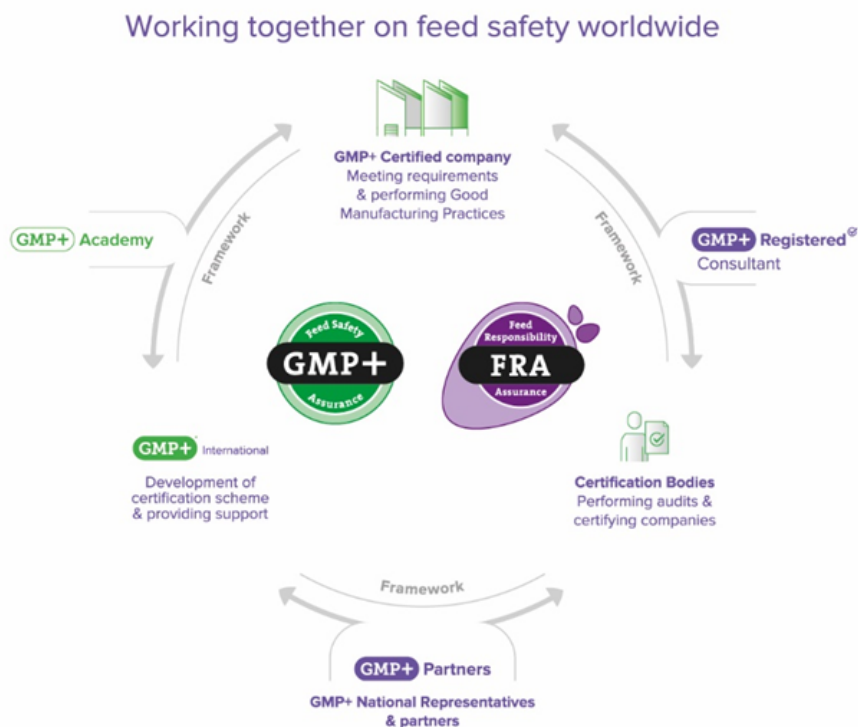 Working together on feed safety worldwide
GMP+ Certified company
Meeting requirements
& performing Good
Manufacturing Practices
Framework
Framework
GMP+ Academy
GMP+ Registered
Consultant
Feed Safety
GMP+
Assurance
Feed
Responsibility
FRA
Assurance
GMP+ International
Development of
certification scheme
& providing support
Certification Bodies
Performing audits &
certifying companies
Framework
GMP+ Partners
GMP+ National Representatives
& partners